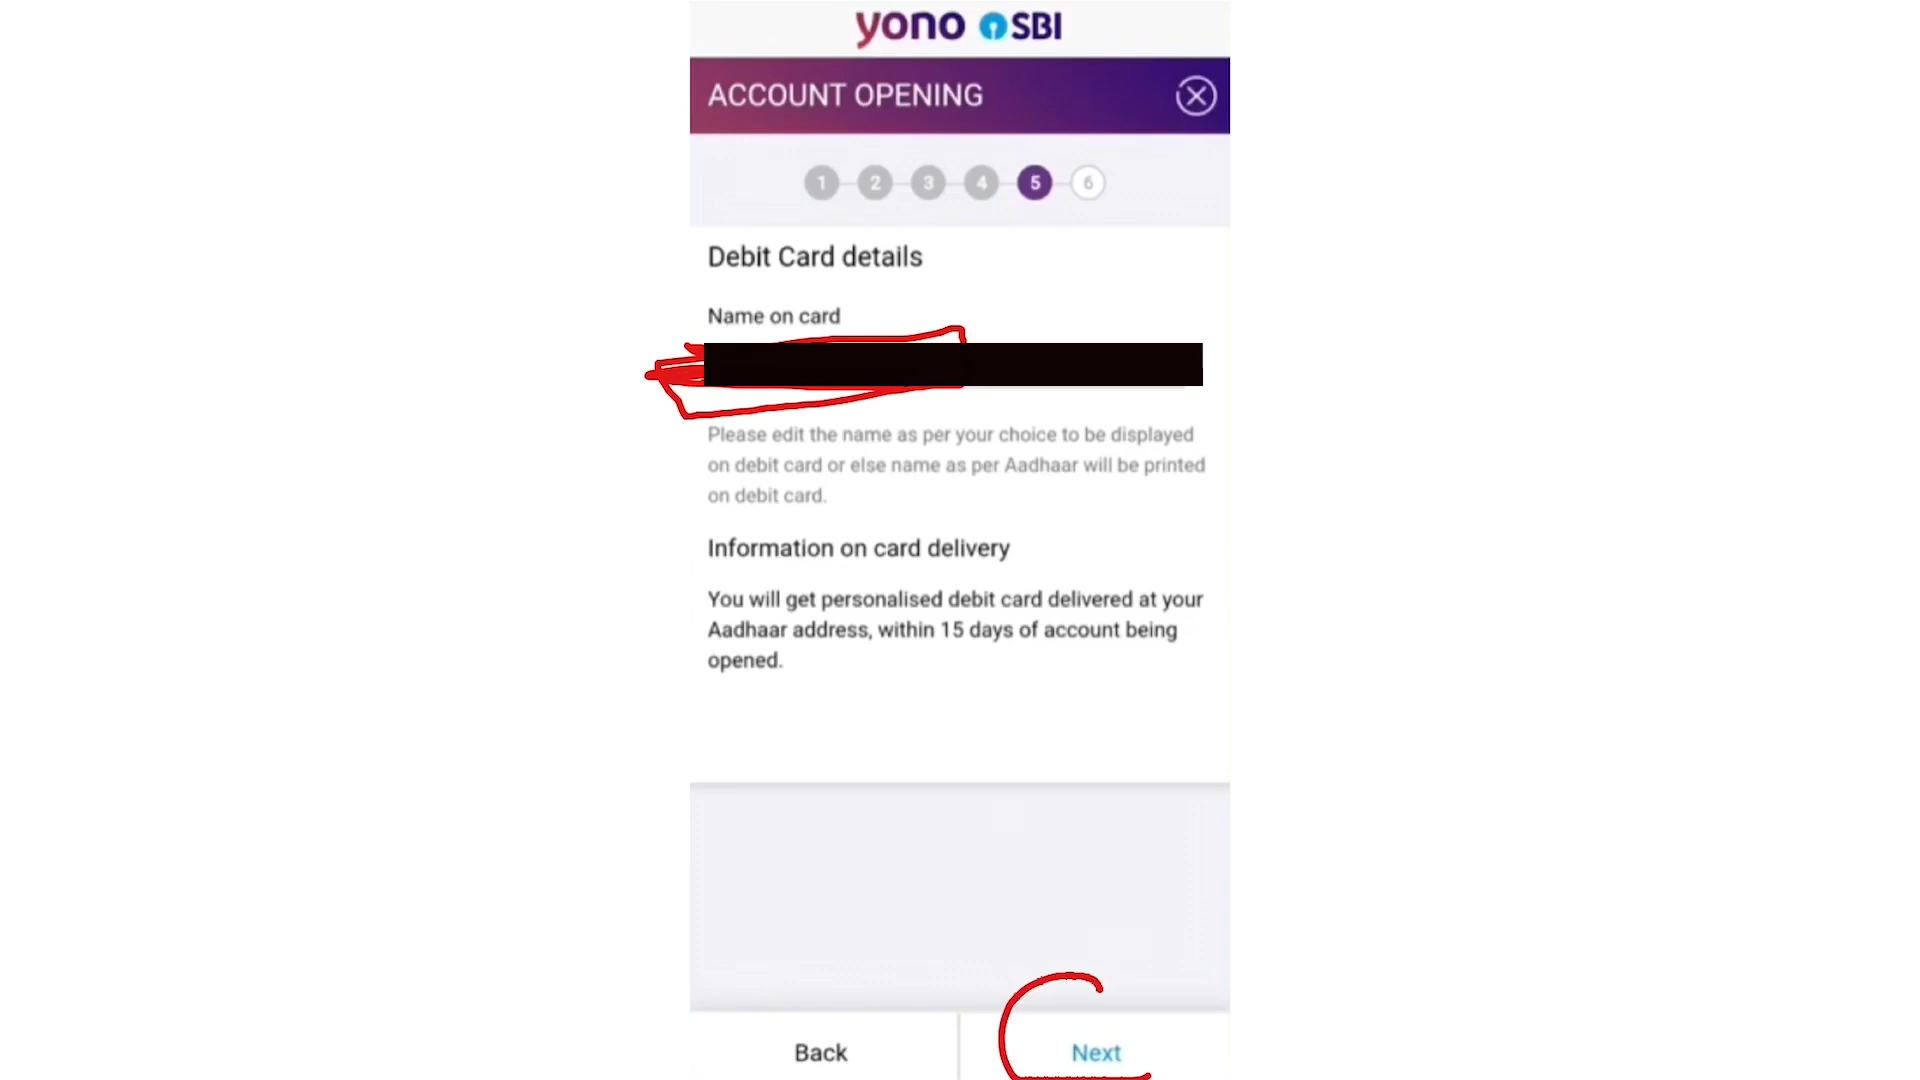 yono SBI
ACCOUNT OPENING
1 2 3 4 5 6
Debit Card details
Name on card
Please edit the name as per your choice to be displayed
on debit card or else name as per Aadhaar will be printed
on debit card.
Information on card delivery
You will get personalised debit card delivered at your
Aadhaar address, within 15 days of account being
opened.
Back Next